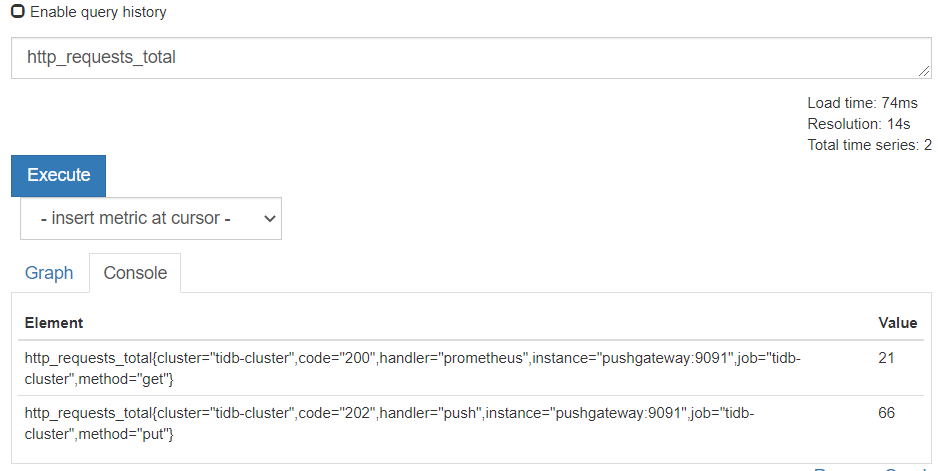 Enable query history
http_requests_total
Load time: 74ms
Resolution: 14s
Total time series: 2
Execute
- insert metric at cursor -
Graph Console
Element Value
http_requests_total{cluster="tidb-cluster",code="200",handler="prometheus",instance="pushgateway:9091",job="tidb- 21
cluster",method="get"}
http_requests_total{cluster="tidb-cluster",code="202",handler="push",instance="pushgateway:9091",job="tidb- 66
cluster",method="put"}